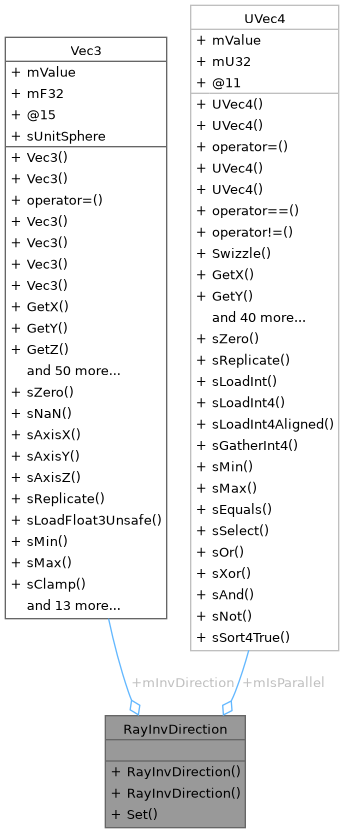 Vec3
+ mValue
+ mF32
+ @15
+ sUnitSphere
+ Vec3()
+ Vec3()
+ operator=()
+ Vec3()
+ Vec3()
+ Vec3()
+ Vec3()
+ GetX()
+ GetY()
+ GetZ()
and 50 more...
+ sZero()
+ sNaN()
+ sAxisX()
+ sAxisY()
+ sAxisZ()
+ sReplicate()
+ sLoadFloat3Unsafe()
+ sMin()
+ sMax()
+ sClamp()
and 13 more...
UVec4
+ mValue
+ mU32
+ @11
+ UVec4()
+ UVec4()
+ operator=()
+ UVec4()
+ UVec4()
+ operator==()
+ operator!=()
+ Swizzle()
+ GetX()
+ GetY()
and 40 more...
+ sZero()
+ sReplicate()
+ sLoadInt()
+ sLoadInt4()
+ sLoadInt4Aligned()
+ sGatherInt4()
+ sMin()
+ sMax()
+ sEquals()
+ sSelect()
+ sOr()
+ sXor()
+ sAnd()
+ sNot()
+ sSort4True()
+mInvDirection
+mIsParallel
RayInvDirection
+ RayInvDirection()
+ RayInvDirection()
+ Set()